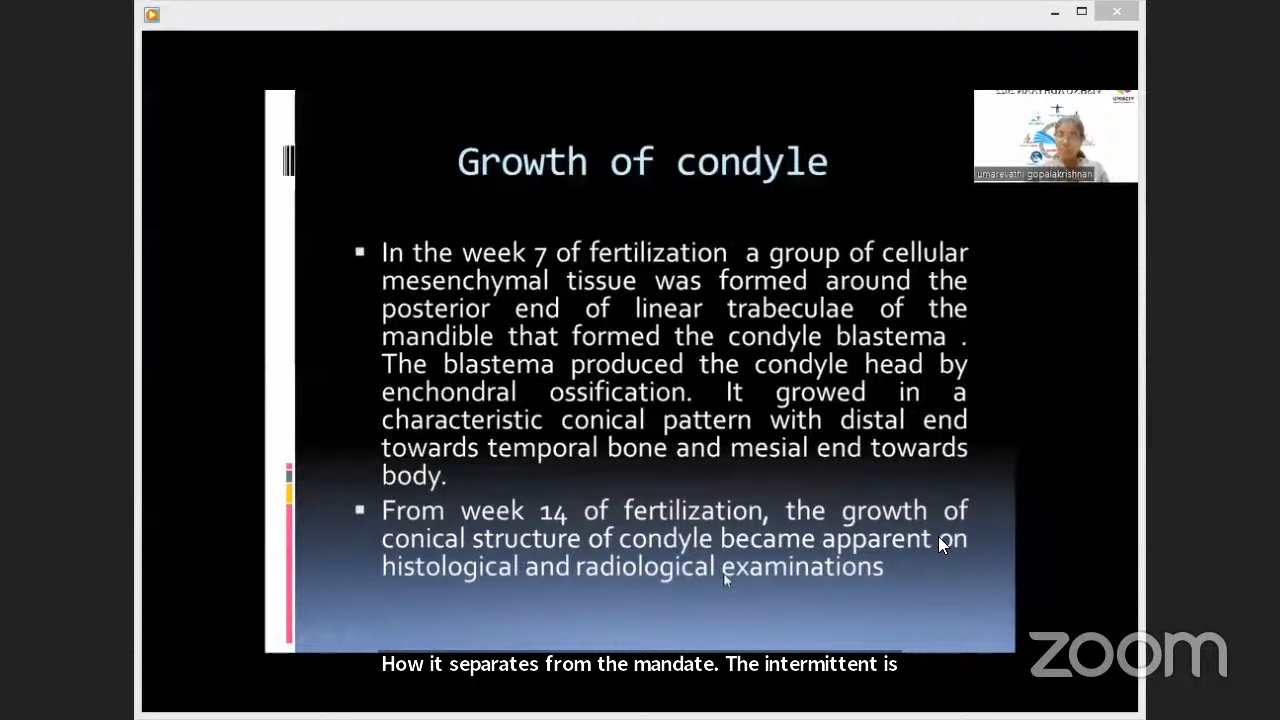 Growth of condyle
umarevathi gopalakrishnan
▪ In the week 7 of fertilization a group of cellular
mesenchymal tissue was formed around the
posterior end of linear trabeculae of the
mandible that formed the condyle blastema .
The blastema produced the condyle head by
enchondral ossification. It growed in a
characteristic conical pattern with distal end
towards temporal bone and mesial end towards
body.
▪ From week 14 of fertilization, the growth of
conical structure of condyle became apparent on
histological and radiological examinations
How it separates from the mandate. The intermittent is
zoom